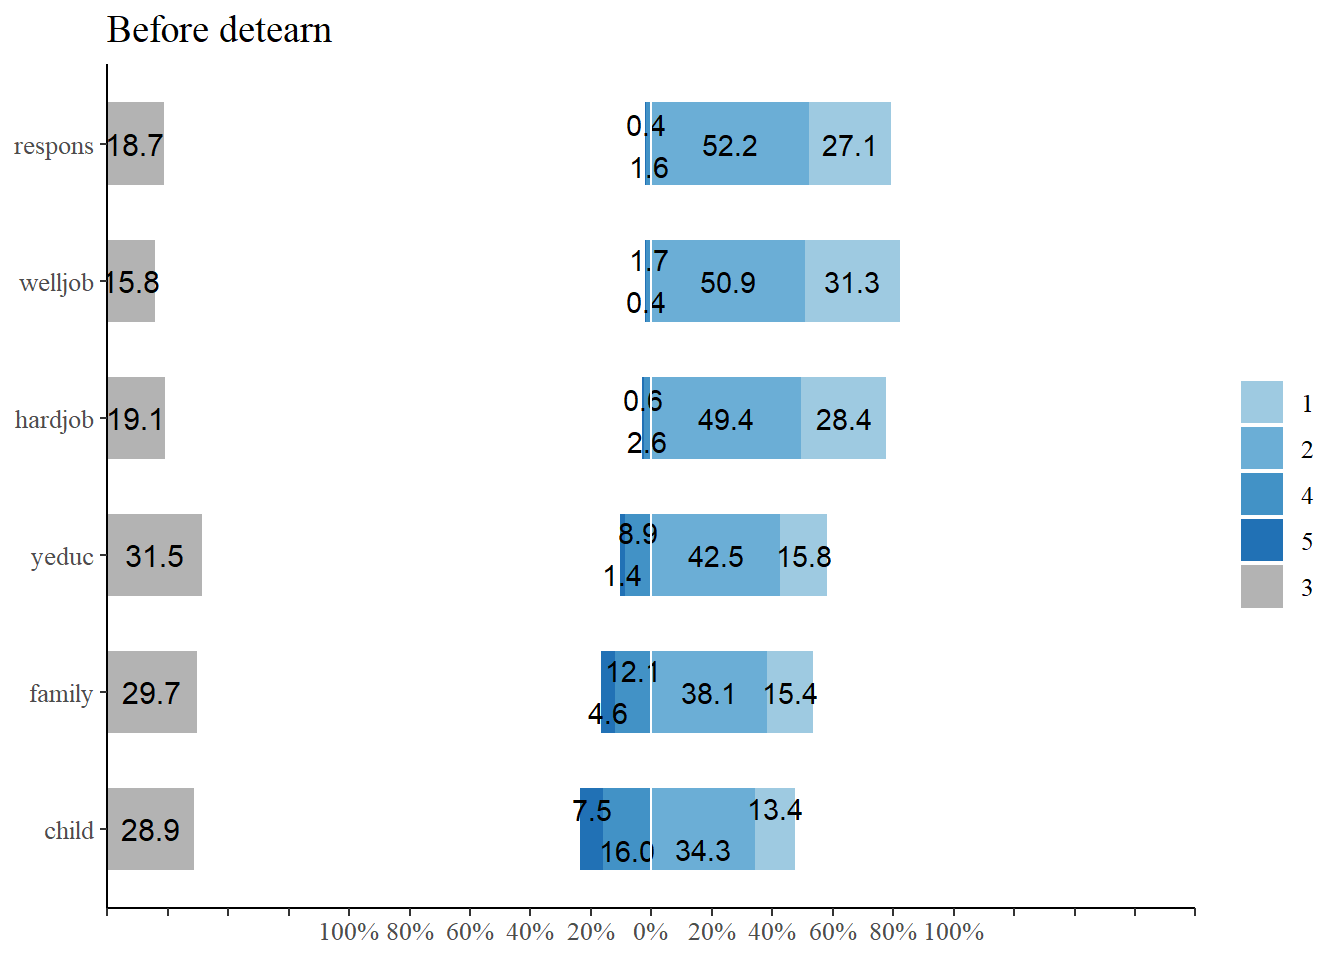 Before detearn
respons 18.7 0.4 1.6 52.2 27.1
welljob 15.8 1.7 0.4 50.9 31.3
hardjob 19.1 0.6 2.6 49.4 28.4
yeduc 31.5 8.9 1.4 42.5 15.8
family 29.7 12.1 4.6 38.1 15.4
child 28.9 7.5 16.0 34.3 13.4
100% 80% 60% 40% 20% 0% 20% 40% 60% 80% 100%
1
2
4
5
3